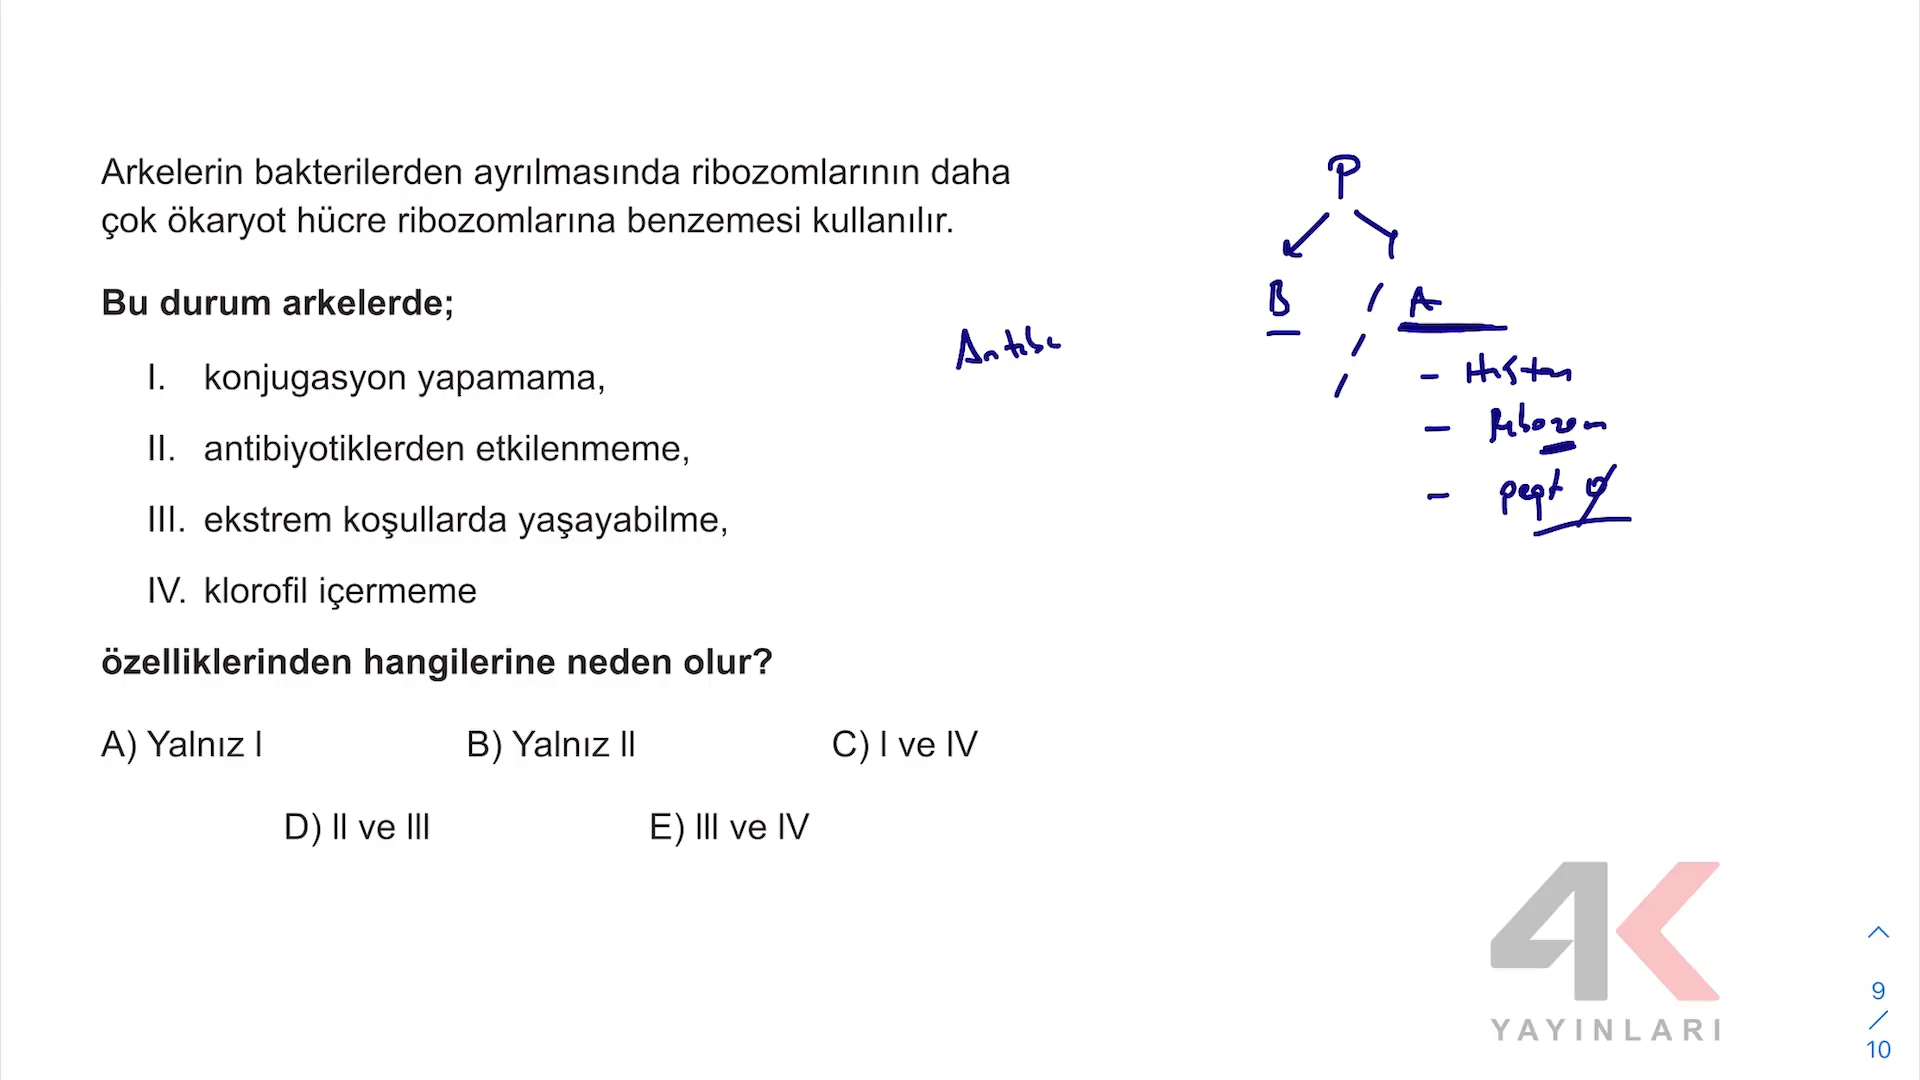 Arkelerin bakterilerden ayrılmasında ribozomlarının daha
çok ökaryot hücre ribozomlarına benzemesi kullanılır.
Bu durum arkelerde;
I. konjugasyon yapamama,
II. antibiyotiklerden etkilenmeme,
III. ekstrem koşullarda yaşayabilme,
IV. klorofil içermeme
özelliklerinden hangilerine neden olur?
A) Yalnız I B) Yalnız II C) I ve IV
D) II ve III E) III ve IV
P
B A
Antibi
- Histon
- Ribozom
- pept
4K
YAYINLARI
9
/
10